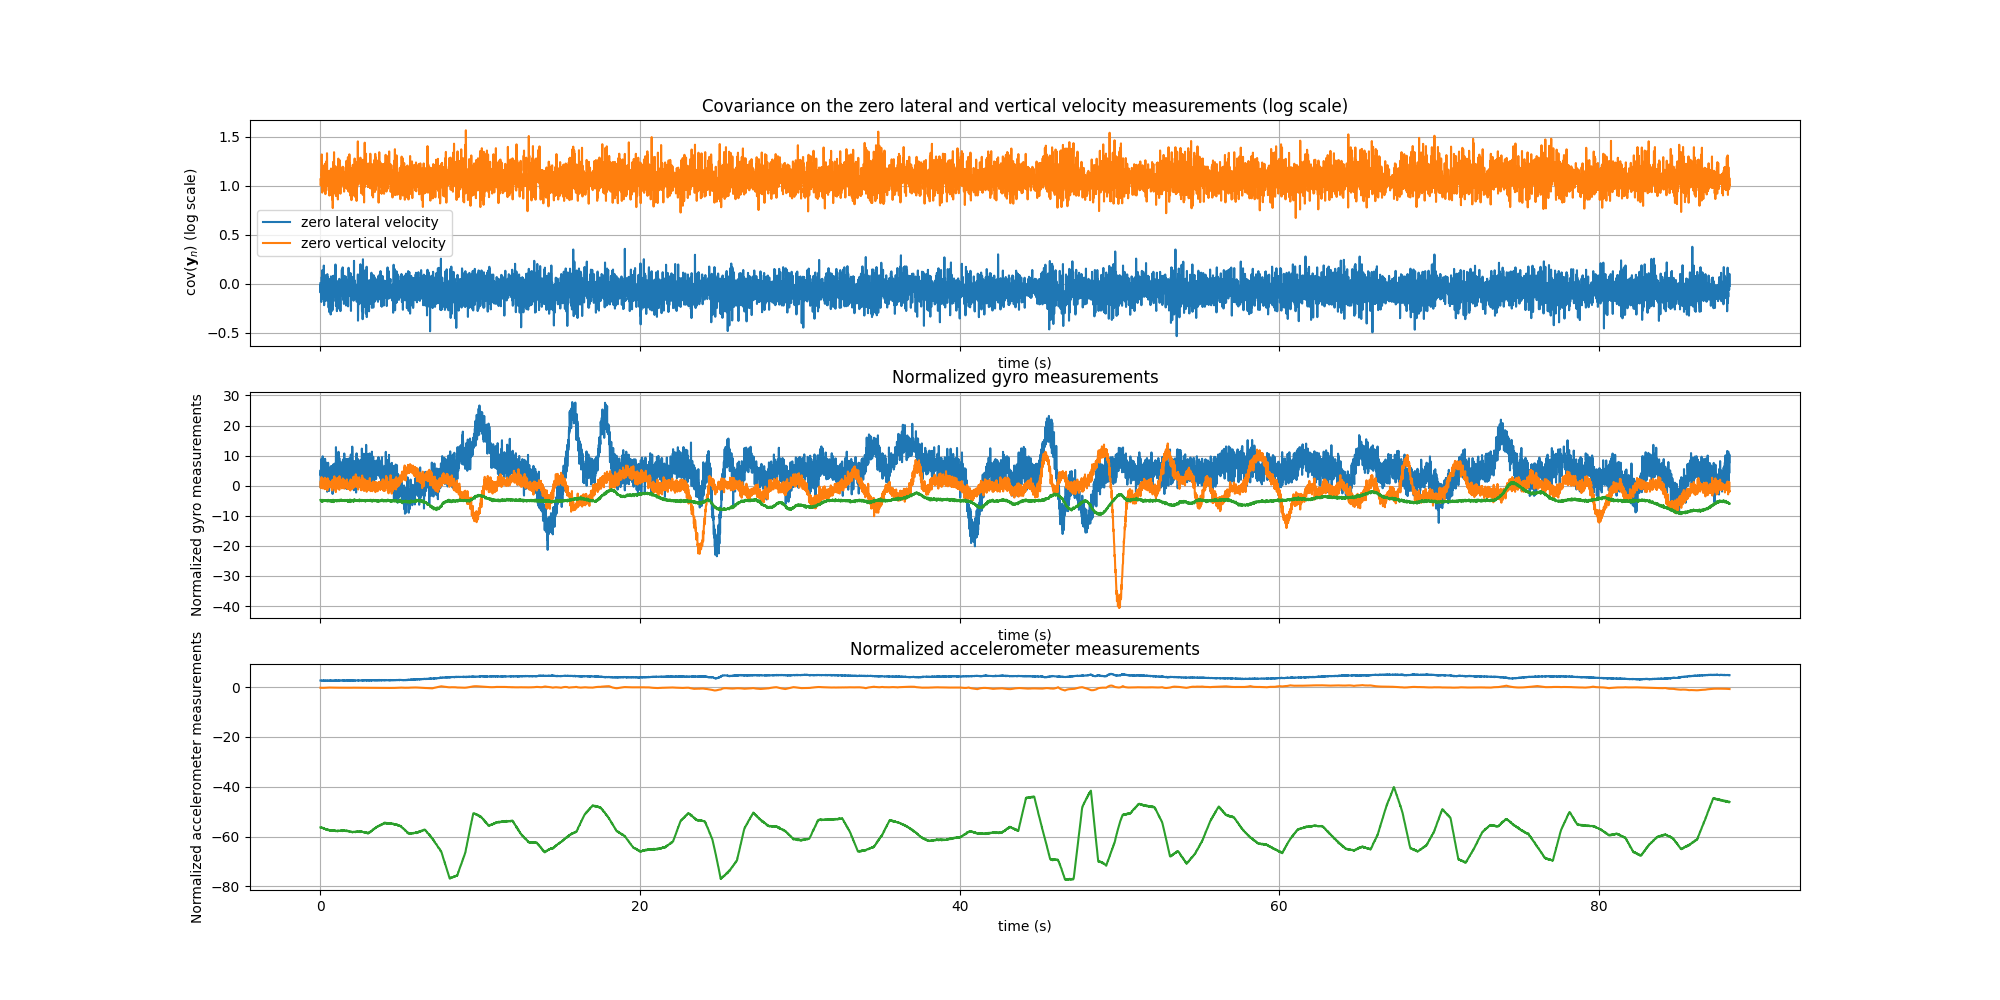 Covariance on the zero lateral and vertical velocity measurements (log scale)
cov(𝐲ₙ) (log scale)
1.5
1.0
0.5
0.0
−0.5
zero lateral velocity
zero vertical velocity
time (s)
Normalized gyro measurements
Normalized gyro measurements
30
20
10
0
−10
−20
−30
−40
time (s)
Normalized accelerometer measurements
Normalized accelerometer measurements
0
−20
−40
−60
−80
0 20 40 60 80
time (s)